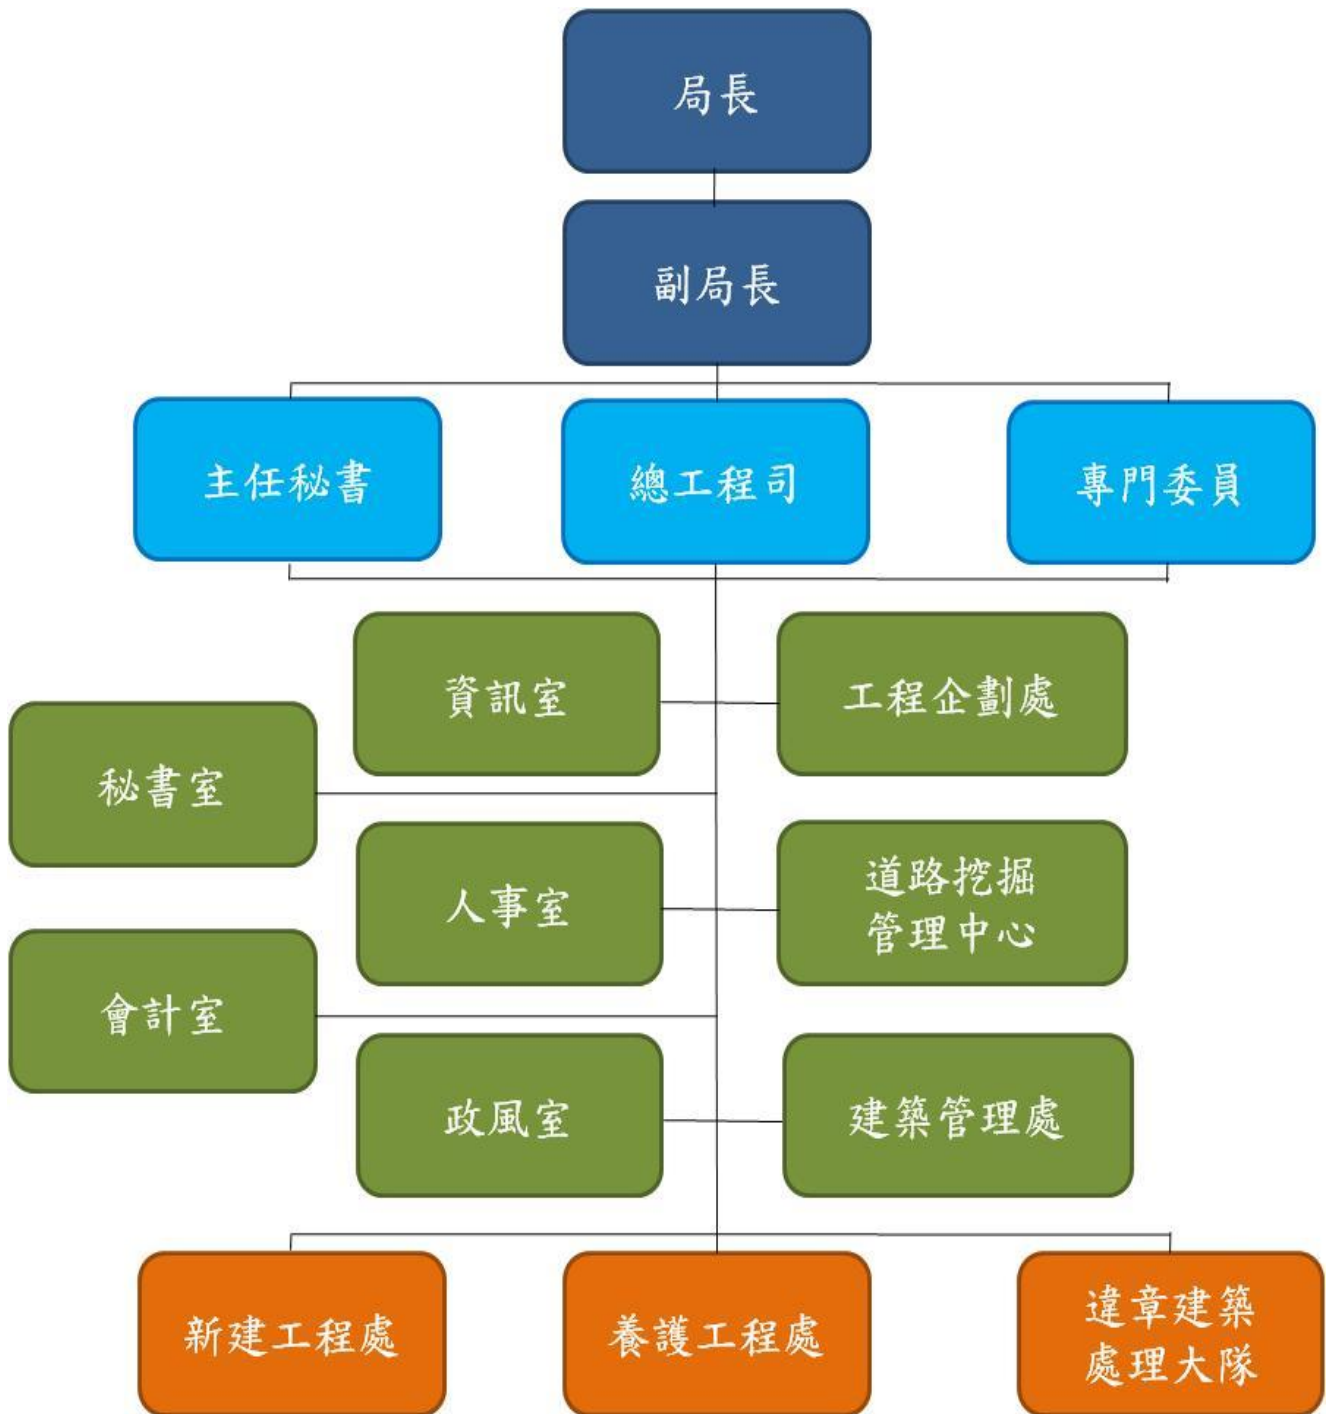 局長
副局長
主任秘書
總工程司
專門委員
資訊室
工程企劃處
秘書室
人事室
道路挖掘
管理中心
會計室
政風室
建築管理處
新建工程處
養護工程處
違章建築
處理大隊